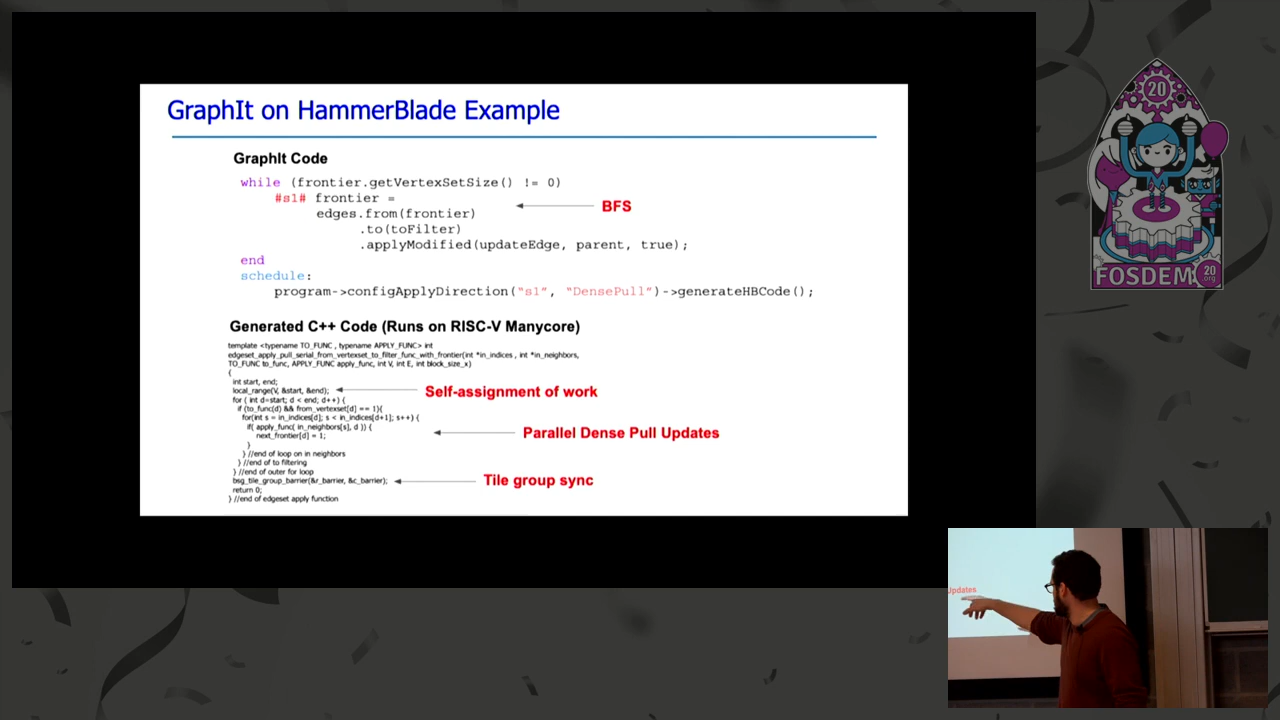 GraphIt on HammerBlade Example
GraphIt Code
while (frontier.getVertexSetSize() != 0)
#s1# frontier =
edges.from(frontier)
.to(toFilter)
.applyModified(updateEdge, parent, true);
end
schedule:
program->configApplyDirection("s1", "DensePull")->generateHBCode();
BFS
Generated C++ Code (Runs on RISC-V Manycore)
template <typename TO_FUNC , typename APPLY_FUNC> int
edgeset_apply_pull_serial_from_vertexset_to_filter_func_with_frontier(int *in_indices , int *in_neighbors,
TO_FUNC to_func, APPLY_FUNC apply_func, int V, int E, int block_size_x)
{
int start, end;
local_range(V, &start, &end);
for ( int d=start; d < end; d++) {
if (to_func(d) && from_vertexset[d] == 1){
for(int s = in_indices[d]; s < in_indices[d+1]; s++) {
if( apply_func( in_neighbors[s], d )) {
next_frontier[d] = 1;
}
} //end of loop on in neighbors
} //end of to filtering
} //end of outer for loop
bsg_tile_group_barrier(&r_barrier, &c_barrier);
return 0;
} //end of edgeset apply function
Self-assignment of work
Parallel Dense Pull Updates
Tile group sync
20
FOSDEM
20
.org
Updates